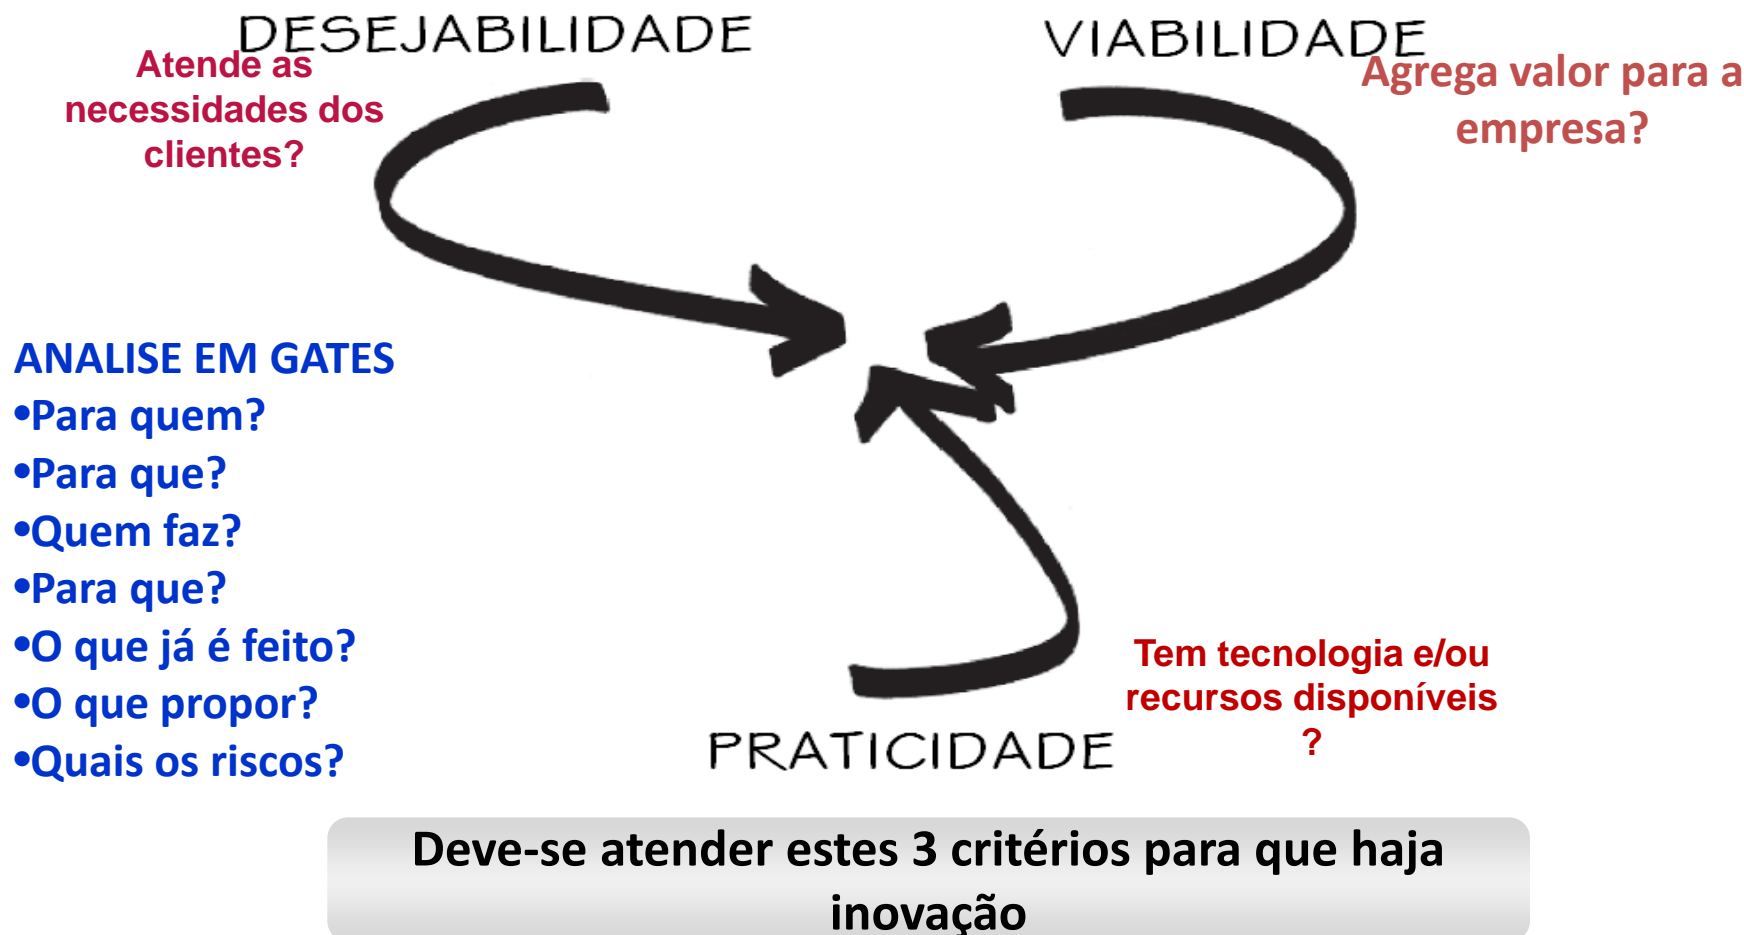 DESEJABILIDADE
Atende as
necessidades dos
clientes?
VIABILIDADE
Agrega valor para a
empresa?
ANALISE EM GATES
•Para quem?
•Para que?
•Quem faz?
•Para que?
•O que já é feito?
•O que propor?
•Quais os riscos?
Tem tecnologia e/ou
recursos disponíveis
?
PRATICIDADE
Deve-se atender estes 3 critérios para que haja
inovação